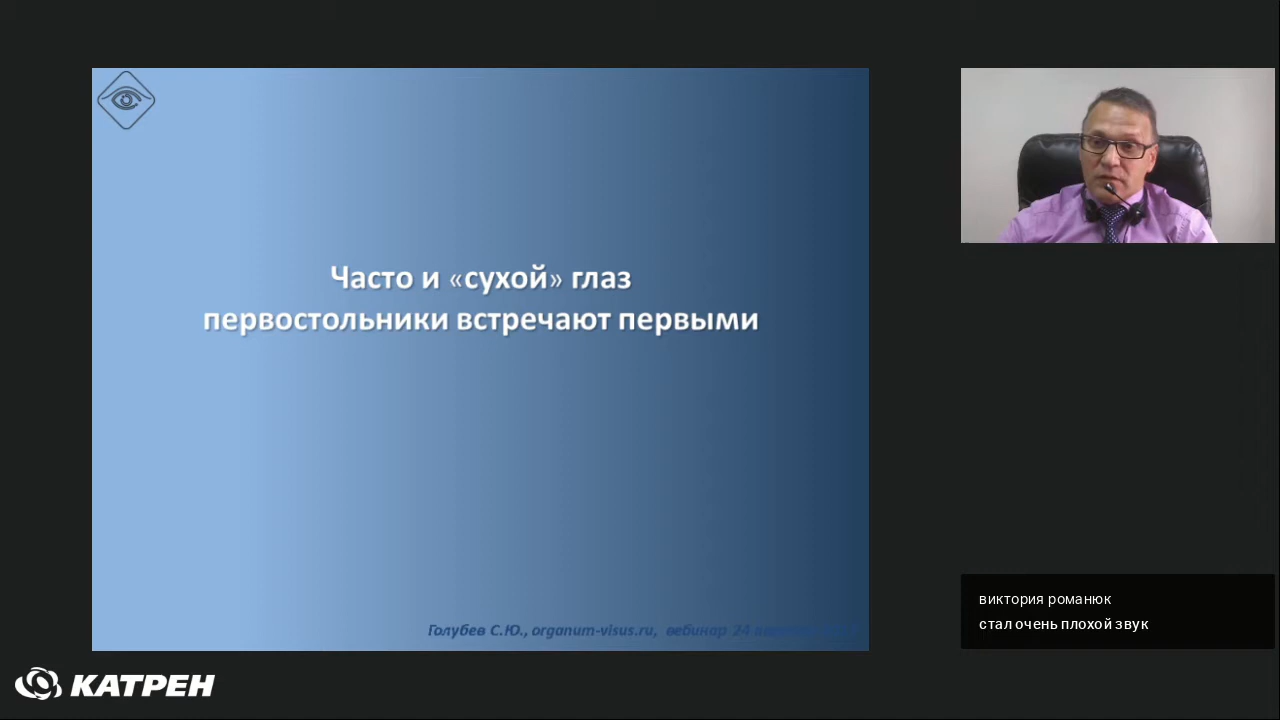 Часто и «сухой» глаз
первостольники встречают первыми
Голубев С.Ю., organum-visus.ru, вебинар 24
виктория романюк
стал очень плохой звук
КАТРЕН